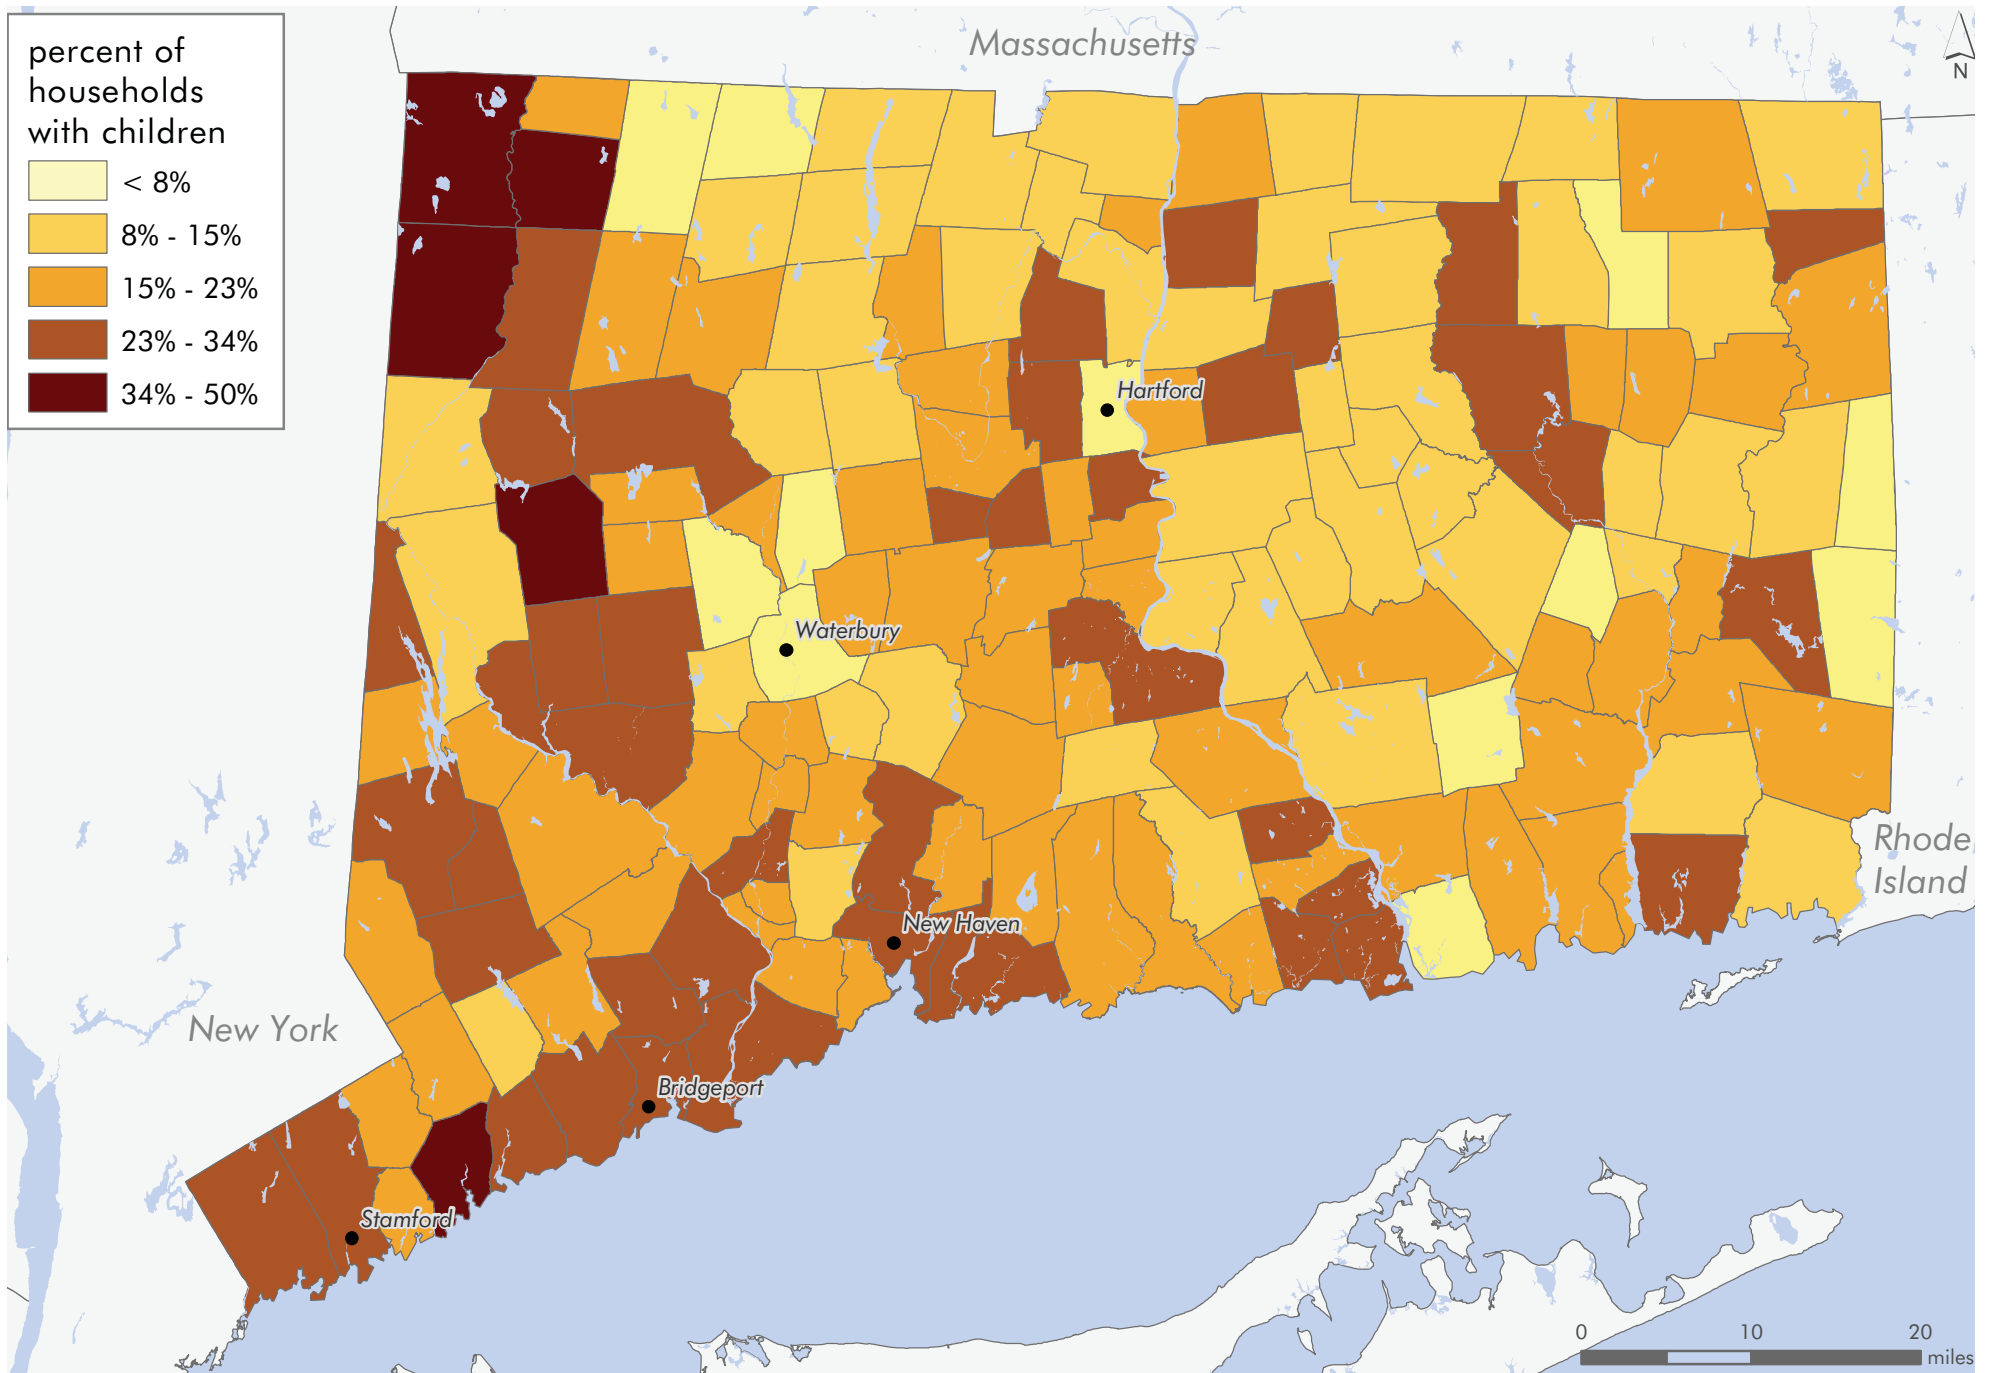 percent of
households
with children
< 8%
8% - 15%
15% - 23%
23% - 34%
34% - 50%
Massachusetts
N
Hartford
Waterbury
Rhode
Island
New Haven
New York
Bridgeport
Stamford
0 10 20
miles